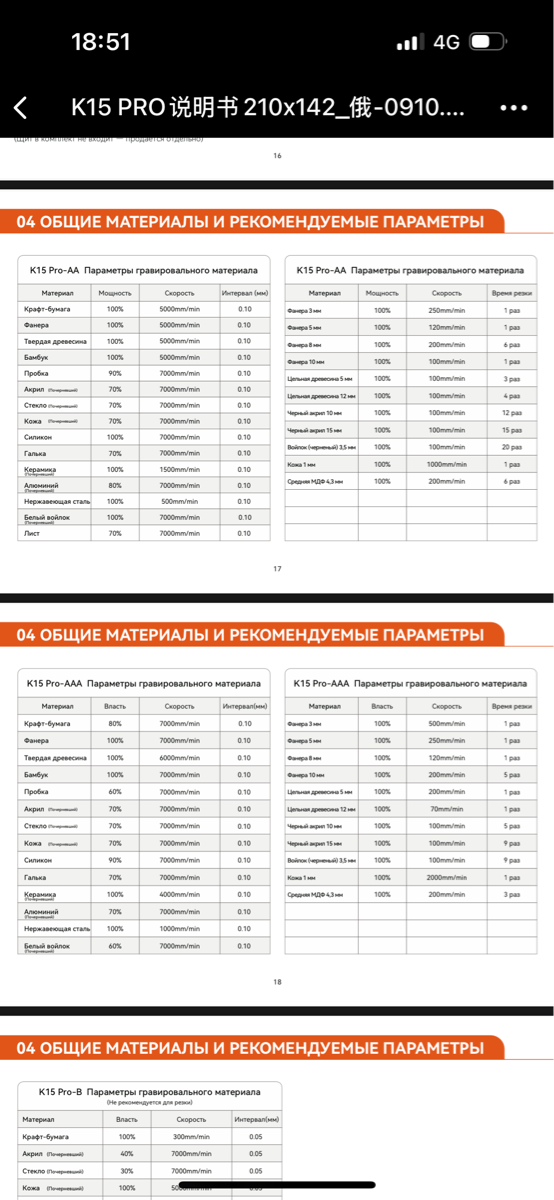 18:51
4G
K15 PRO说明书 210x142_俄-0910....
(Щит в комплект не входит — продается отдельно)
16
04 ОБЩИЕ МАТЕРИАЛЫ И РЕКОМЕНДУЕМЫЕ ПАРАМЕТРЫ
K15 Pro-AA Параметры гравировального материала
Материал Мощность Скорость Интервал (мм)
Крафт-бумага 100% 5000mm/min 0.10
Фанера 100% 5000mm/min 0.10
Твердая древесина 100% 5000mm/min 0.10
Бамбук 100% 5000mm/min 0.10
Пробка 90% 7000mm/min 0.10
Акрил (Почерневший) 70% 7000mm/min 0.10
Стекло (Почерневший) 70% 7000mm/min 0.10
Кожа (Почерневший) 70% 7000mm/min 0.10
Силикон 100% 7000mm/min 0.10
Галька 70% 7000mm/min 0.10
Керамика (Почерневший) 100% 1500mm/min 0.10
Алюминий (Почерневший) 80% 7000mm/min 0.10
Нержавеющая сталь 100% 500mm/min 0.10
Белый войлок (Почерневший) 100% 7000mm/min 0.10
Лист 70% 7000mm/min 0.10
K15 Pro-AA Параметры гравировального материала
Материал Мощность Скорость Время резки
Фанера 3 мм 100% 250mm/min 1 раз
Фанера 5 мм 100% 120mm/min 1 раз
Фанера 8 мм 100% 200mm/min 6 раз
Фанера 10 мм 100% 100mm/min 1 раз
Цельная древесина 5 мм 100% 100mm/min 3 раз
Цельная древесина 12 мм 100% 100mm/min 4 раз
Черный акрил 10 мм 100% 100mm/min 12 раз
Черный акрил 15 мм 100% 100mm/min 15 раз
Войлок (черненый) 3,5 мм 100% 100mm/min 20 раз
Кожа 1 мм 100% 1000mm/min 1 раз
Средняя МДФ 4,3 мм 100% 200mm/min 6 раз
17
04 ОБЩИЕ МАТЕРИАЛЫ И РЕКОМЕНДУЕМЫЕ ПАРАМЕТРЫ
K15 Pro-AAA Параметры гравировального материала
Материал Власть Скорость Интервал(мм)
Крафт-бумага 80% 7000mm/min 0.10
Фанера 100% 7000mm/min 0.10
Твердая древесина 100% 6000mm/min 0.10
Бамбук 100% 7000mm/min 0.10
Пробка 60% 7000mm/min 0.10
Акрил (Почерневший) 70% 7000mm/min 0.10
Стекло (Почерневший) 70% 7000mm/min 0.10
Кожа (Почерневший) 70% 7000mm/min 0.10
Силикон 90% 7000mm/min 0.10
Галька 70% 7000mm/min 0.10
Керамика (Почерневший) 100% 4000mm/min 0.10
Алюминий (Почерневший) 70% 7000mm/min 0.10
Нержавеющая сталь 100% 1000mm/min 0.10
Белый войлок (Почерневший) 60% 7000mm/min 0.10
K15 Pro-AAA Параметры гравировального материала
Материал Власть Скорость Время резки
Фанера 3 мм 100% 500mm/min 1 раз
Фанера 5 мм 100% 250mm/min 1 раз
Фанера 8 мм 100% 120mm/min 1 раз
Фанера 10 мм 100% 200mm/min 5 раз
Цельная древесина 5 мм 100% 200mm/min 1 раз
Цельная древесина 12 мм 100% 70mm/min 1 раз
Черный акрил 10 мм 100% 100mm/min 5 раз
Черный акрил 15 мм 100% 100mm/min 9 раз
Войлок (черненый) 3,5 мм 100% 100mm/min 9 раз
Кожа 1 мм 100% 2000mm/min 1 раз
Средняя МДФ 4,3 мм 100% 200mm/min 3 раз
18
04 ОБЩИЕ МАТЕРИАЛЫ И РЕКОМЕНДУЕМЫЕ ПАРАМЕТРЫ
K15 Pro-B Параметры гравировального материала
(Не рекомендуется для резки)
Материал Власть Скорость Интервал(мм)
Крафт-бумага 100% 300mm/min 0.05
Акрил (Почерневший) 40% 7000mm/min 0.05
Стекло (Почерневший) 30% 7000mm/min 0.05
Кожа (Почерневший) 100% 0.05